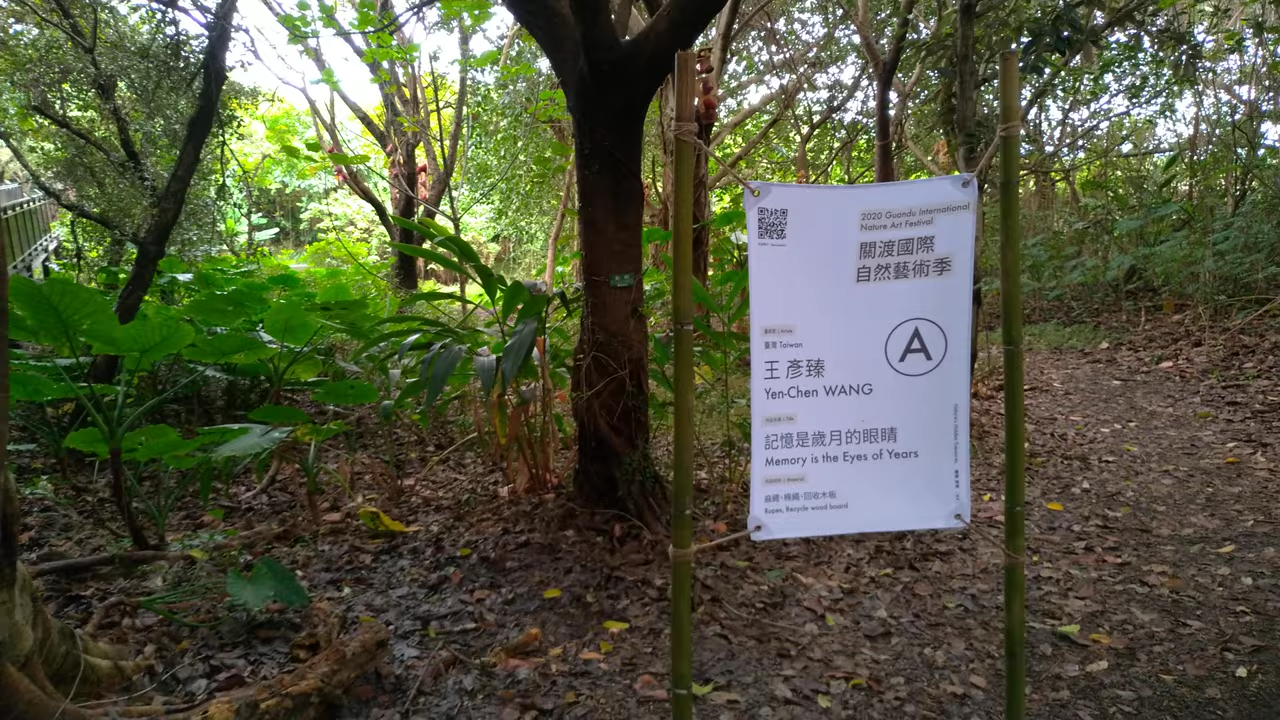 2020 Guandu International
Nature Art Festival
關渡國際
自然藝術季
臺灣 Taiwan
A
王彥臻
Yen-Chen WANG
記憶是歲月的眼睛
Memory is the Eyes of Years
麻繩、棉繩、回收木板
Ropes, Recycle wood board